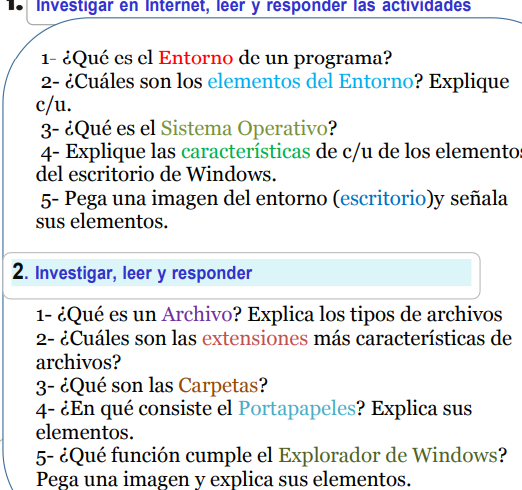 1. Investigar en Internet, leer y responder las actividades
1- ¿Qué es el Entorno de un programa?
2- ¿Cuáles son los elementos del Entorno? Explique
c/u.
3- ¿Qué es el Sistema Operativo?
4- Explique las características de c/u de los elementos
del escritorio de Windows.
5- Pega una imagen del entorno (escritorio)y señala
sus elementos.
2. Investigar, leer y responder
1- ¿Qué es un Archivo? Explica los tipos de archivos
2- ¿Cuáles son las extensiones más características de
archivos?
3- ¿Qué son las Carpetas?
4- ¿En qué consiste el Portapapeles? Explica sus
elementos.
5- ¿Qué función cumple el Explorador de Windows?
Pega una imagen y explica sus elementos.